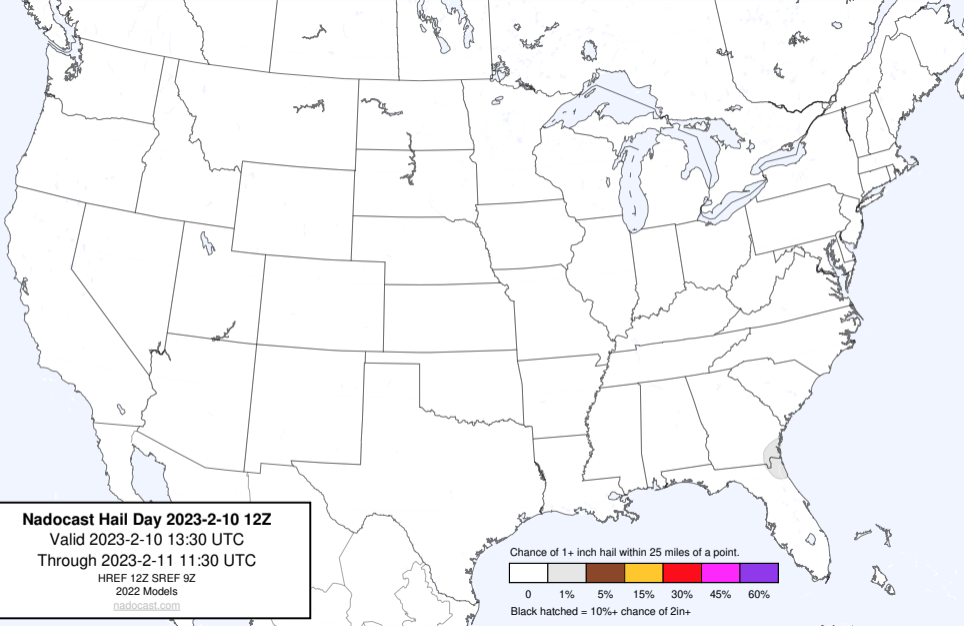 Nadocast Hail Day 2023-2-10 12Z
Valid 2023-2-10 13:30 UTC
Through 2023-2-11 11:30 UTC
HREF 12Z SREF 9Z
2022 Models
nadocast.com
Chance of 1+ inch hail within 25 miles of a point.
0 1% 5% 15% 30% 45% 60%
Black hatched = 10%+ chance of 2in+